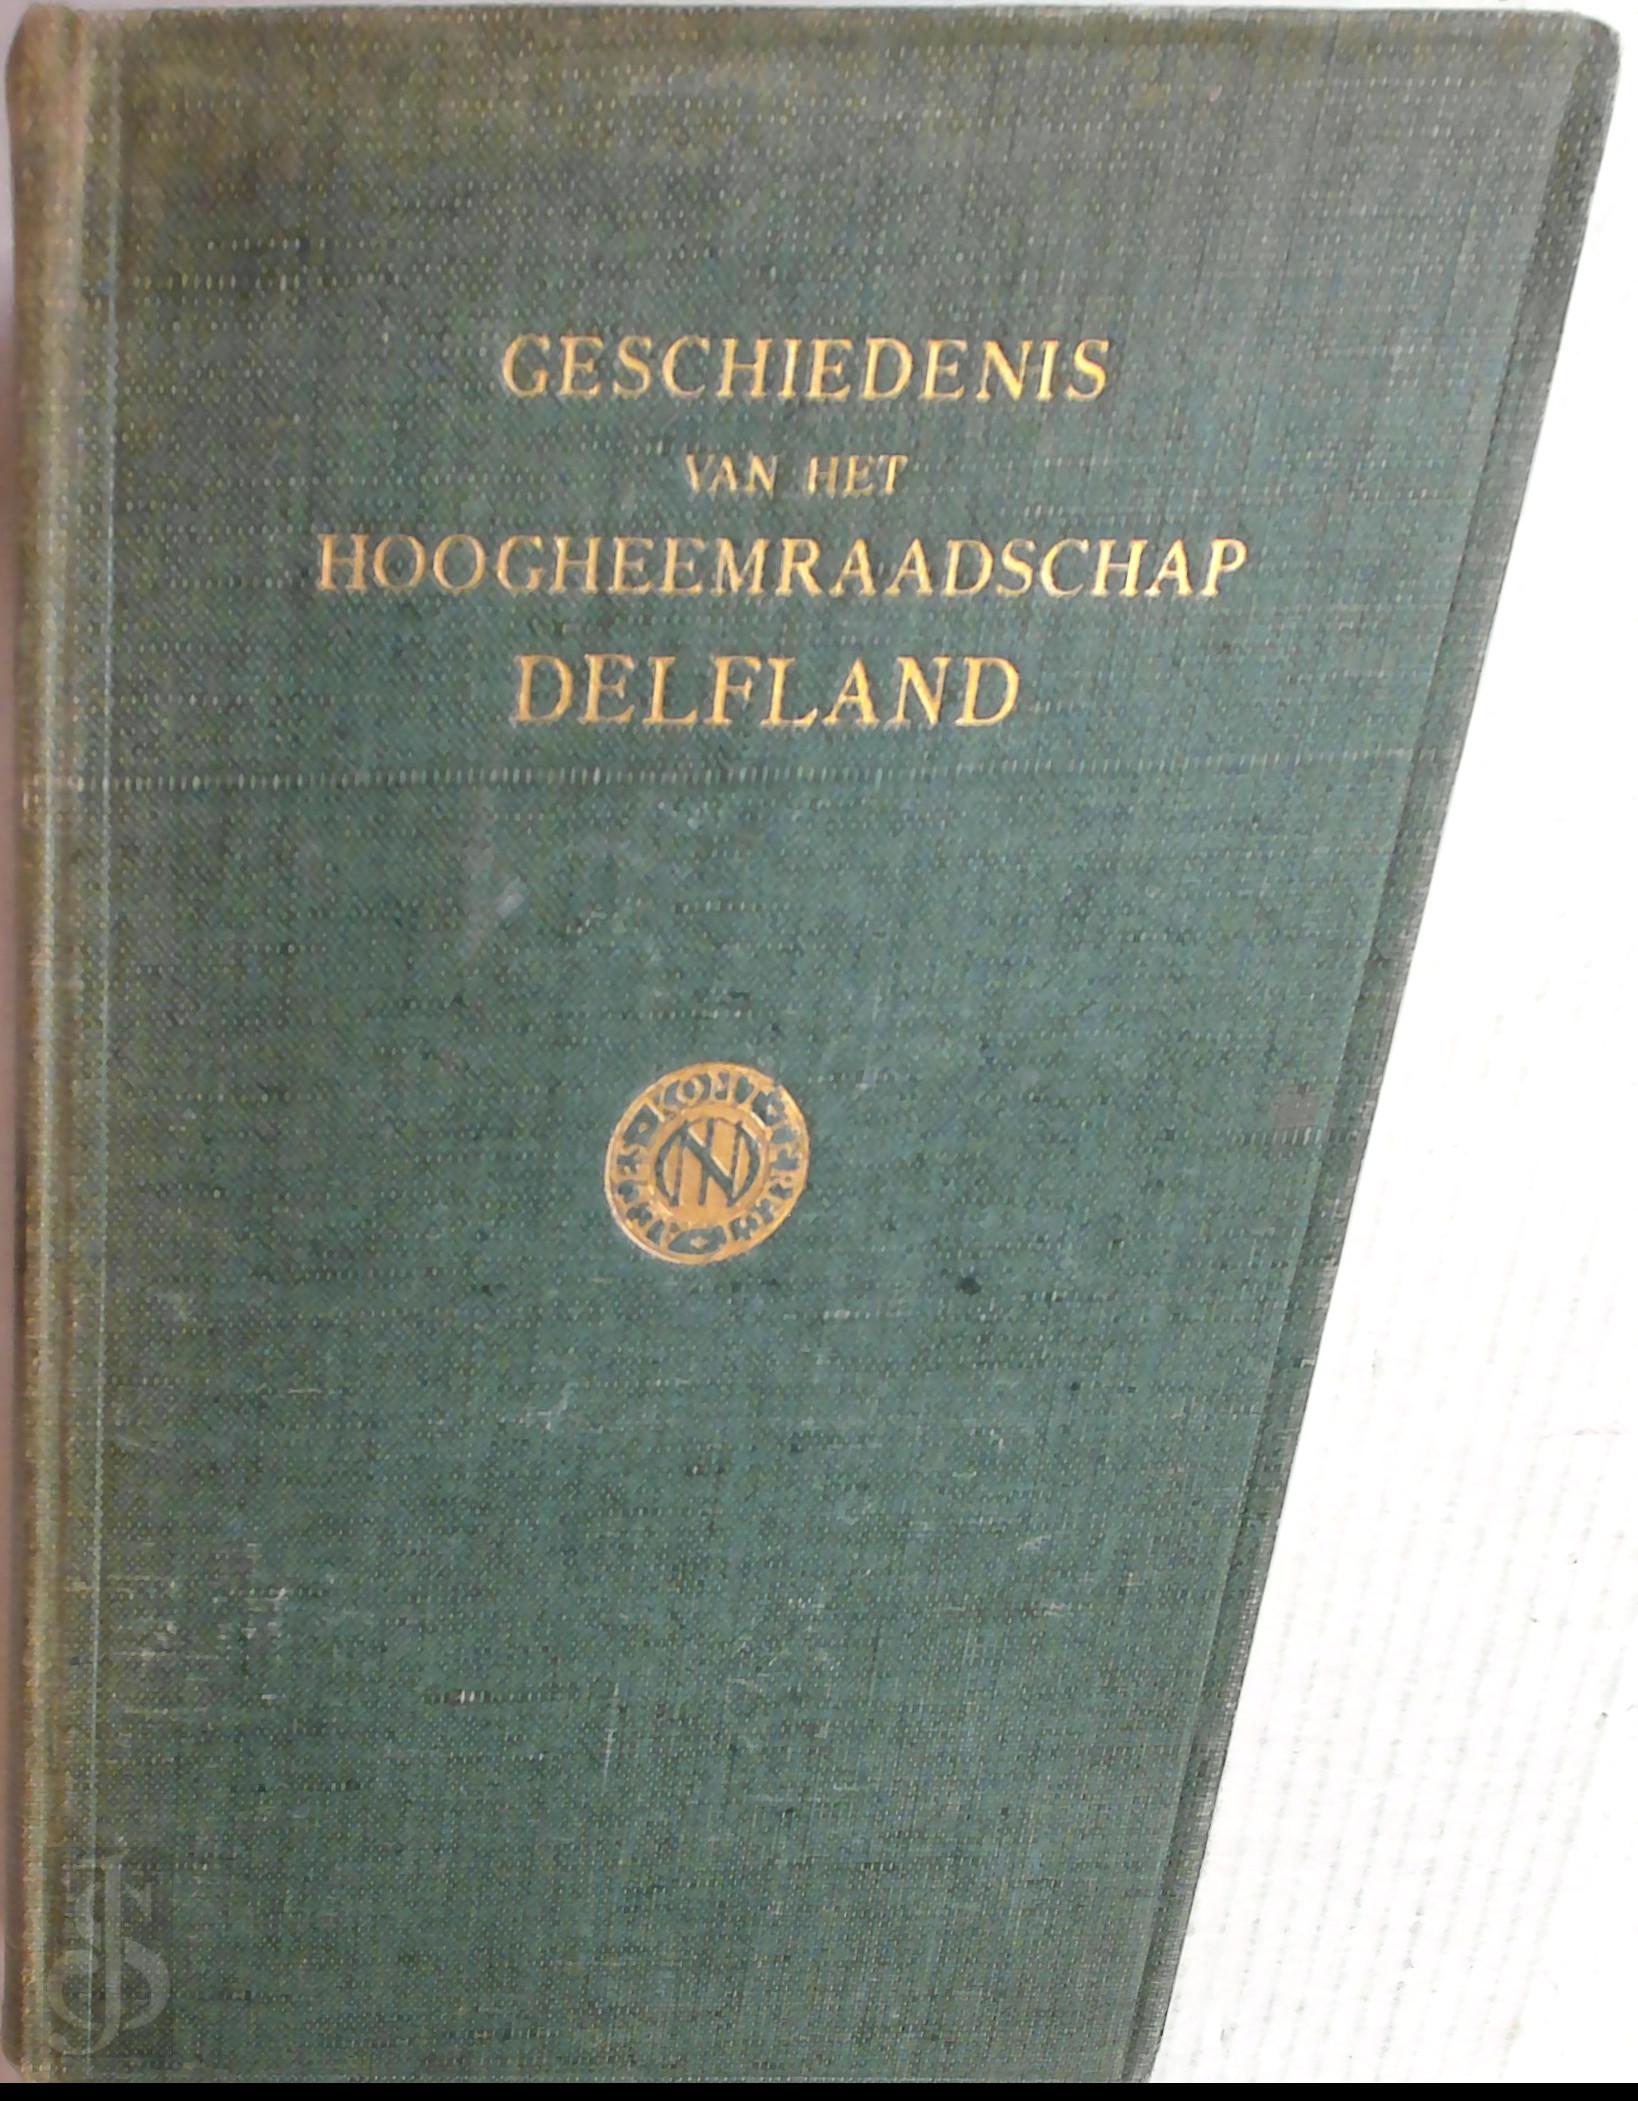 GESCHIEDENIS
VAN HET
HOOGHEEMRAADSCHAP
DELFLAND